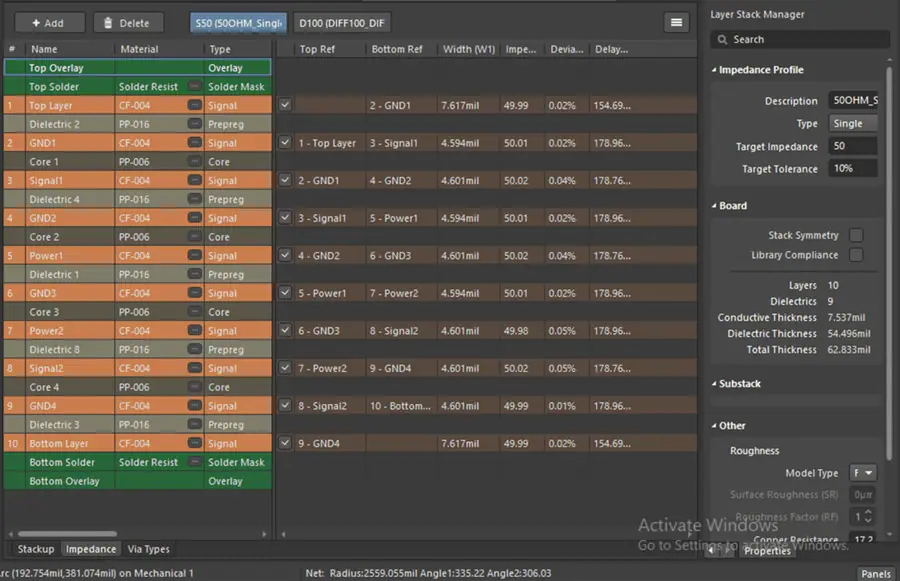 + Add
Delete
S50 (50OHM_Singl
D100 (DIFF100_DIF
# Name Material Type Top Ref Bottom Ref Width (W1) Impe... Devia... Delay...
Top Overlay Overlay
Top Solder Solder Resist Solder Mask
1 Top Layer CF-004 Signal 2 - GND1 7.617mil 49.99 0.02% 154.69...
Dielectric 2 PP-016 Prepreg
2 GND1 CF-004 Signal 1 - Top Layer 3 - Signal1 4.594mil 50.01 0.02% 178.96...
Core 1 PP-006 Core
3 Signal1 CF-004 Signal 2 - GND1 4 - GND2 4.601mil 50.02 0.04% 178.76...
Dielectric 4 PP-016 Prepreg
4 GND2 CF-004 Signal 3 - Signal1 5 - Power1 4.594mil 50.01 0.02% 178.96...
Core 2 PP-006 Core
5 Power1 CF-004 Signal 4 - GND2 6 - GND3 4.601mil 50.02 0.04% 178.76...
Dielectric 1 PP-016 Prepreg
6 GND3 CF-004 Signal 5 - Power1 7 - Power2 4.594mil 50.01 0.02% 178.96...
Core 3 PP-006 Core
7 Power2 CF-004 Signal 6 - GND3 8 - Signal2 4.601mil 49.98 0.05% 178.96...
Dielectric 8 PP-016 Prepreg
8 Signal2 CF-004 Signal 7 - Power2 9 - GND4 4.601mil 50.02 0.05% 178.76...
Core 4 PP-006 Core
9 GND4 CF-004 Signal 8 - Signal2 10 - Bottom... 4.601mil 49.99 0.01% 178.96...
Dielectric 3 PP-016 Prepreg
10 Bottom Layer CF-004 Signal 9 - GND4 7.617mil 49.99 0.02% 154.69...
Bottom Solder Solder Resist Solder Mask
Bottom Overlay Overlay
Stackup Impedance Via Types
rc (192.754mil,381.074mil) on Mechanical 1 Net: Radius:2559.055mil Angle1:335.22 Angle2:306.03
Layer Stack Manager
Search
Impedance Profile
Description 50OHM_S
Type Single
Target Impedance 50
Target Tolerance 10%
Board
Stack Symmetry
Library Compliance
Layers 10
Dielectrics 9
Conductive Thickness 7.537mil
Dielectric Thickness 54.496mil
Total Thickness 62.833mil
Substack
Other
Roughness
Model Type F
Surface Roughness (SR) 0µm
Roughness Factor (RF) 1
Copper Resistance 17.2
Activate Windows
Go to Settings to activate Windows.
Properties
Panels